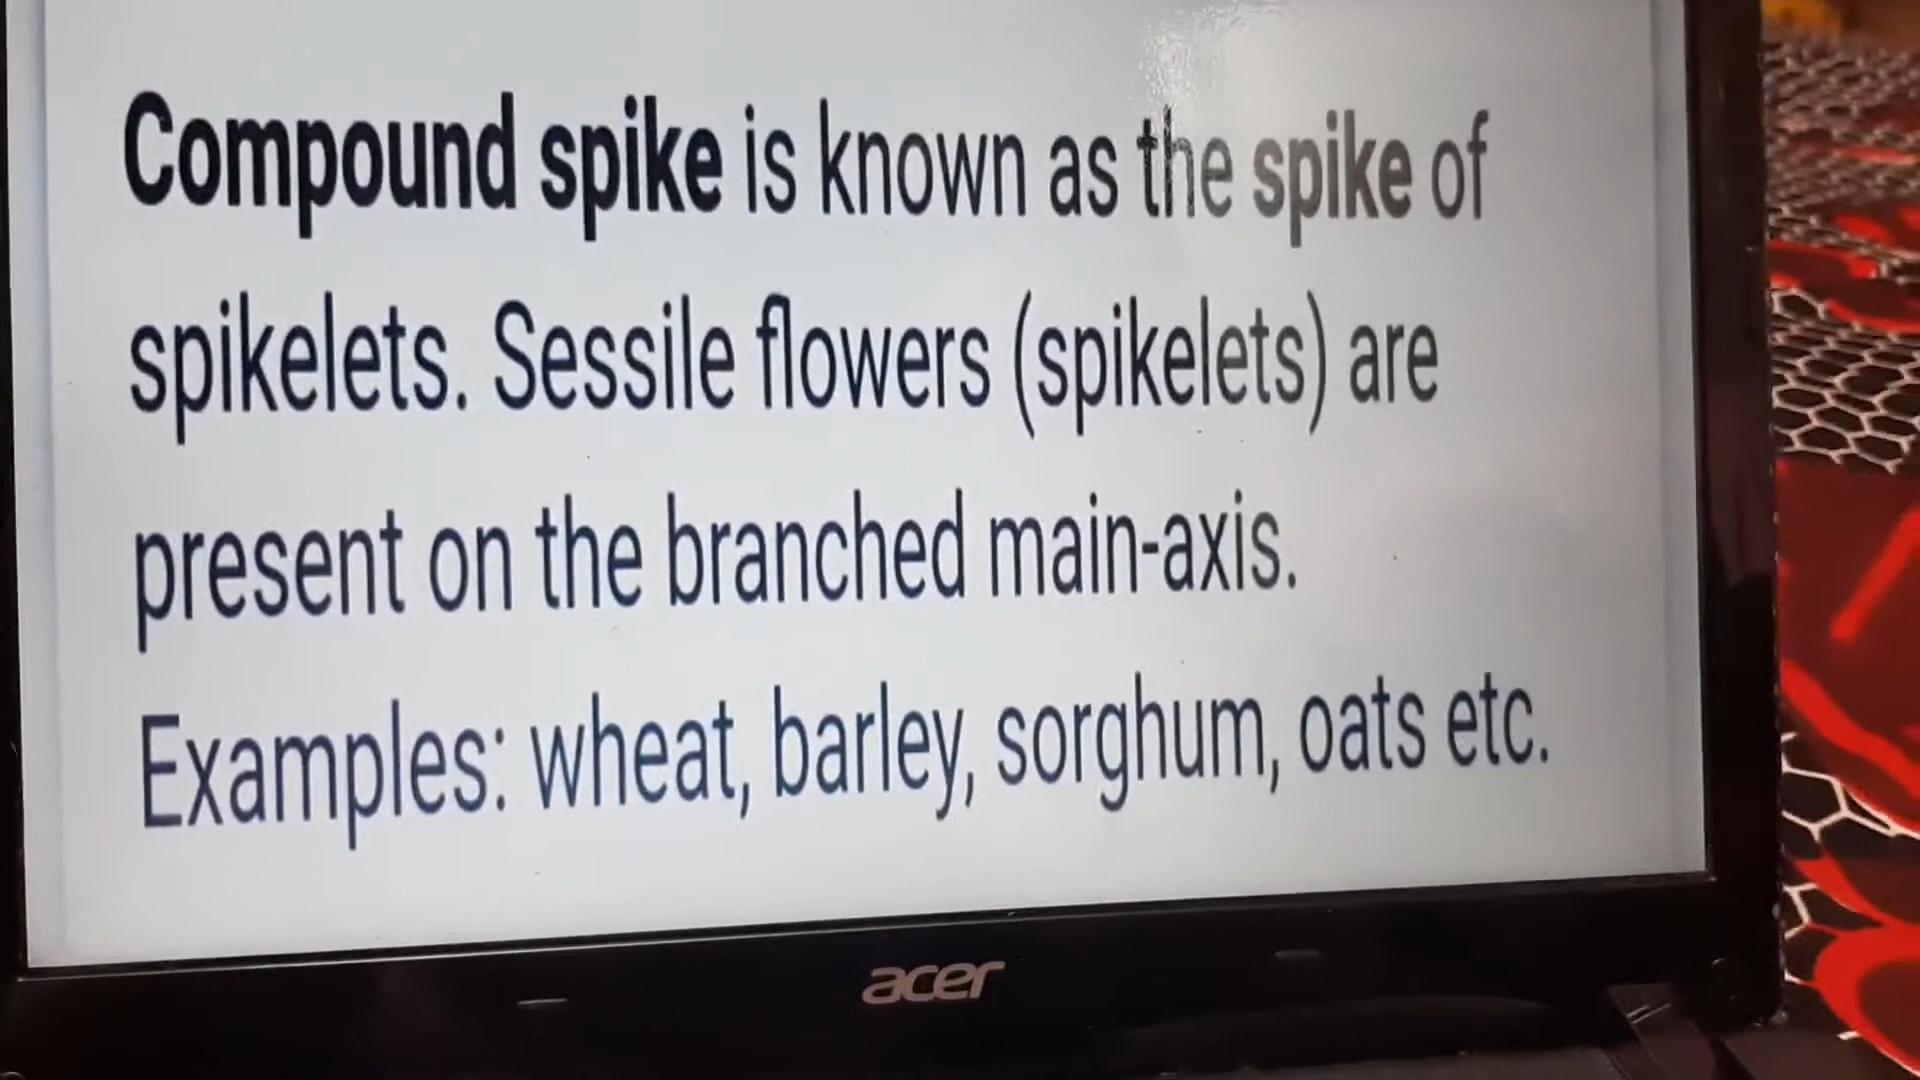 Compound spike is known as the spike of
spikelets. Sessile flowers (spikelets) are
present on the branched main-axis.
Examples: wheat, barley, sorghum, oats etc.
acer